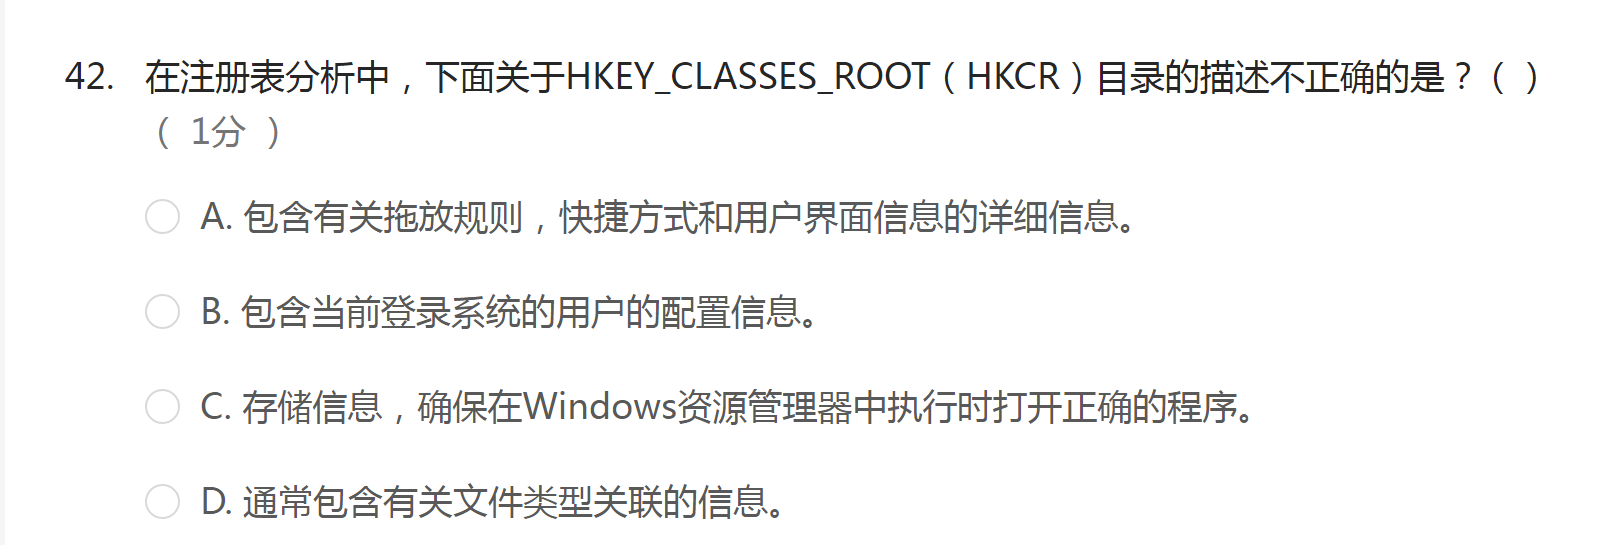 42. 在注册表分析中，下面关于HKEY_CLASSES_ROOT（HKCR）目录的描述不正确的是？( )
（ 1分 ）
A. 包含有关拖放规则，快捷方式和用户界面信息的详细信息。
B. 包含当前登录系统的用户的配置信息。
C. 存储信息，确保在Windows资源管理器中执行时打开正确的程序。
D. 通常包含有关文件类型关联的信息。